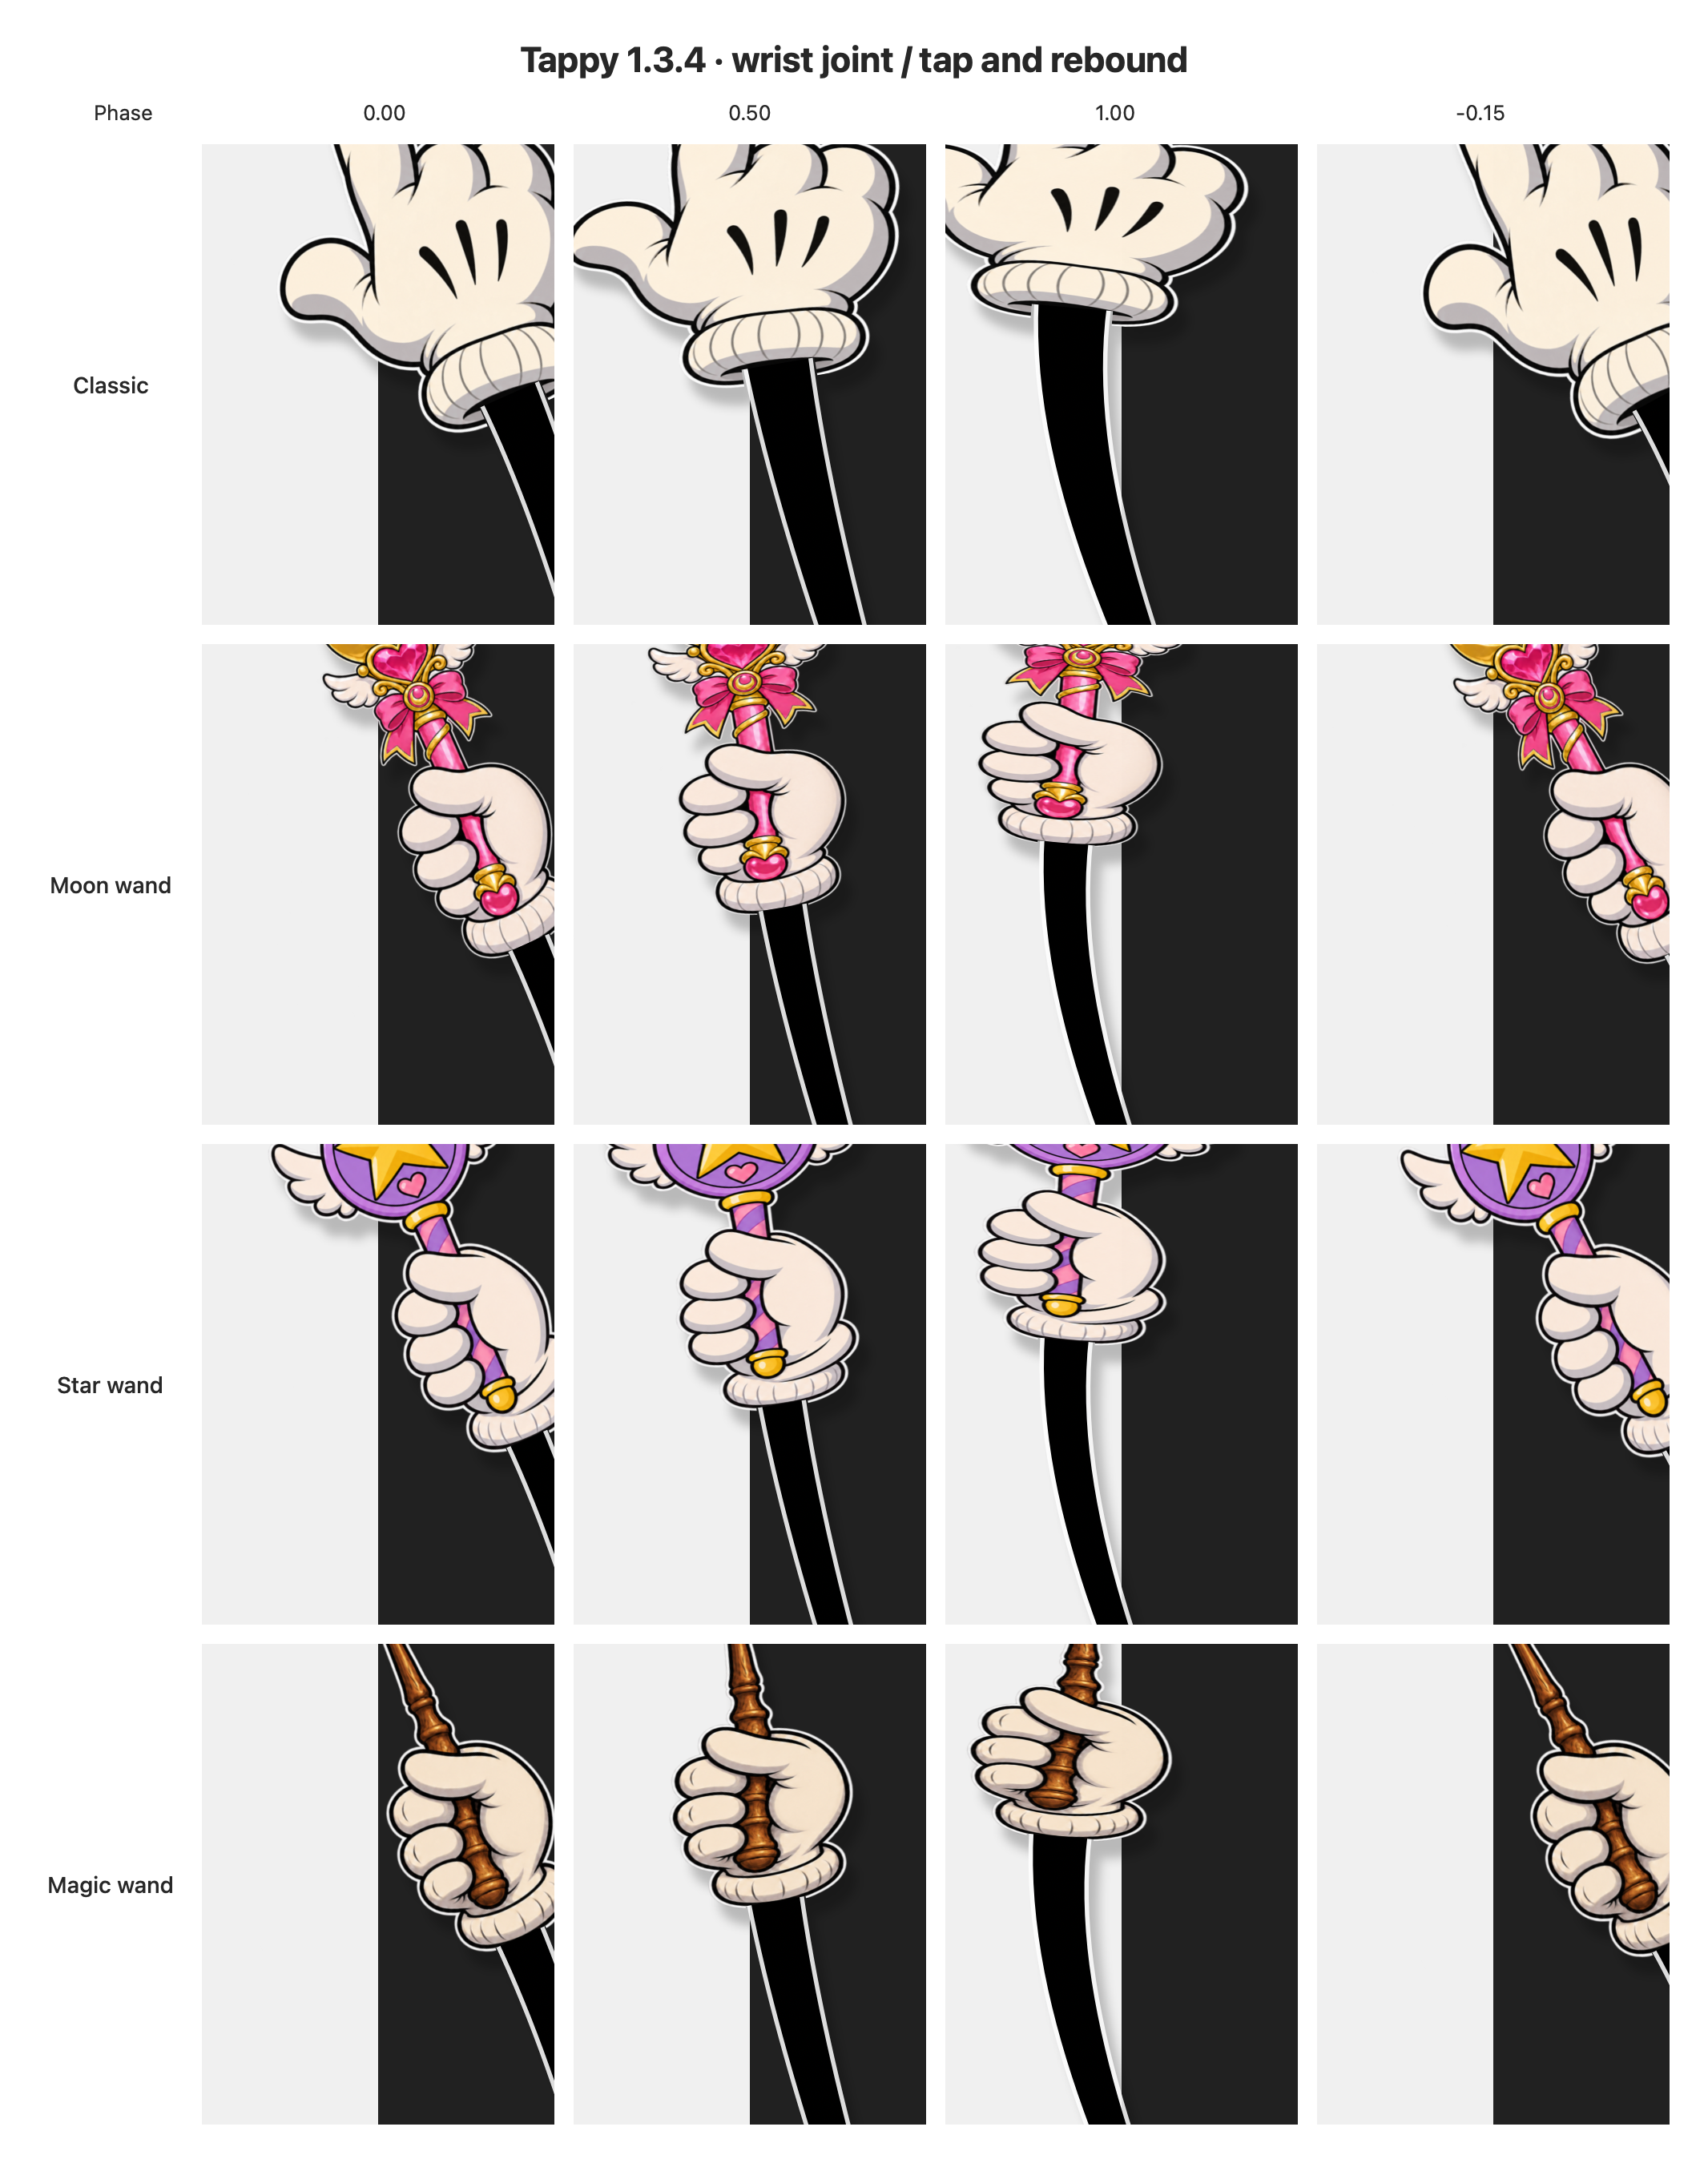 Tappy 1.3.4 · wrist joint / tap and rebound
Phase 0.00 0.50 1.00 -0.15
Classic
Moon wand
Star wand
Magic wand